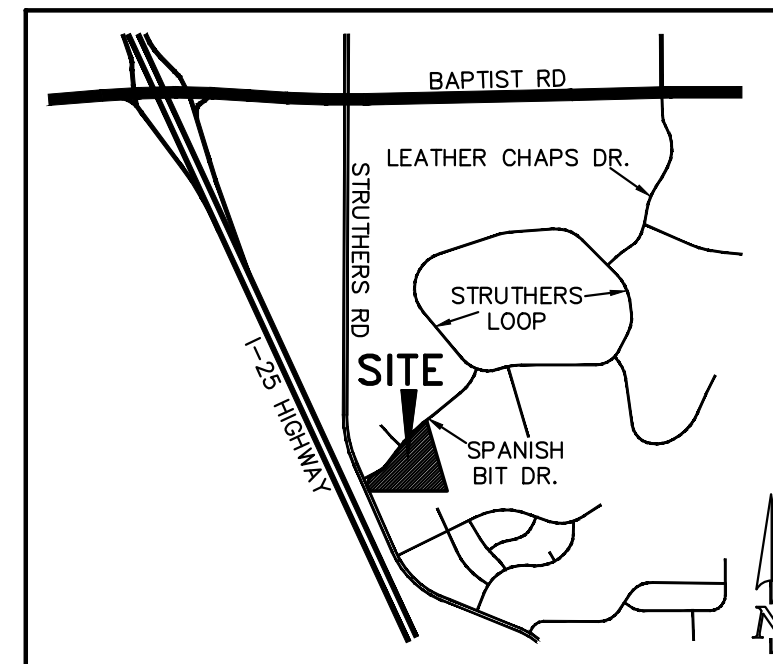 BAPTIST RD
LEATHER CHAPS DR.
STRUTHERS RD
STRUTHERS
LOOP
I-25 HIGHWAY
SITE
SPANISH
BIT DR.
N